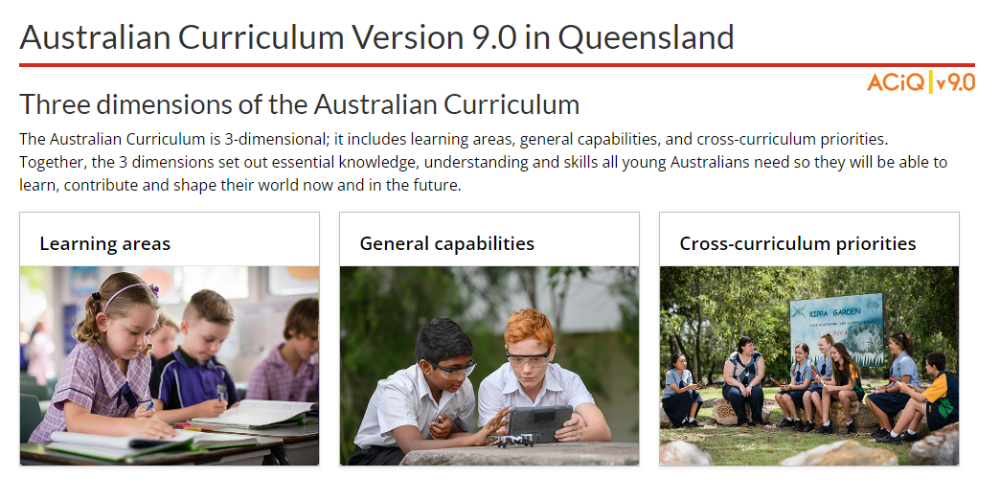 Australian Curriculum Version 9.0 in Queensland
ACiQ|v9.0
Three dimensions of the Australian Curriculum
The Australian Curriculum is 3-dimensional; it includes learning areas, general capabilities, and cross-curriculum priorities.
Together, the 3 dimensions set out essential knowledge, understanding and skills all young Australians need so they will be able to
learn, contribute and shape their world now and in the future.
Learning areas
General capabilities
Cross-curriculum priorities
KIPPA GARDEN